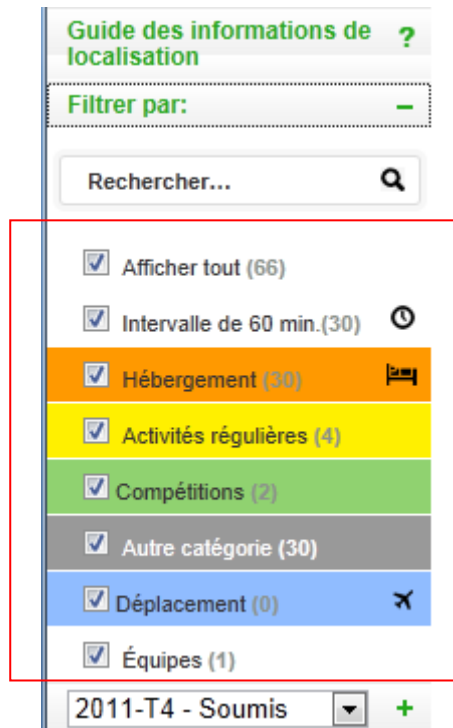 Guide des informations de ?
localisation
Filtrer par: –
Rechercher...
Afficher tout (66)
Intervalle de 60 min.(30)
Hébergement (30)
Activités régulières (4)
Compétitions (2)
Autre catégorie (30)
Déplacement (0)
Équipes (1)
2011-T4 - Soumis +